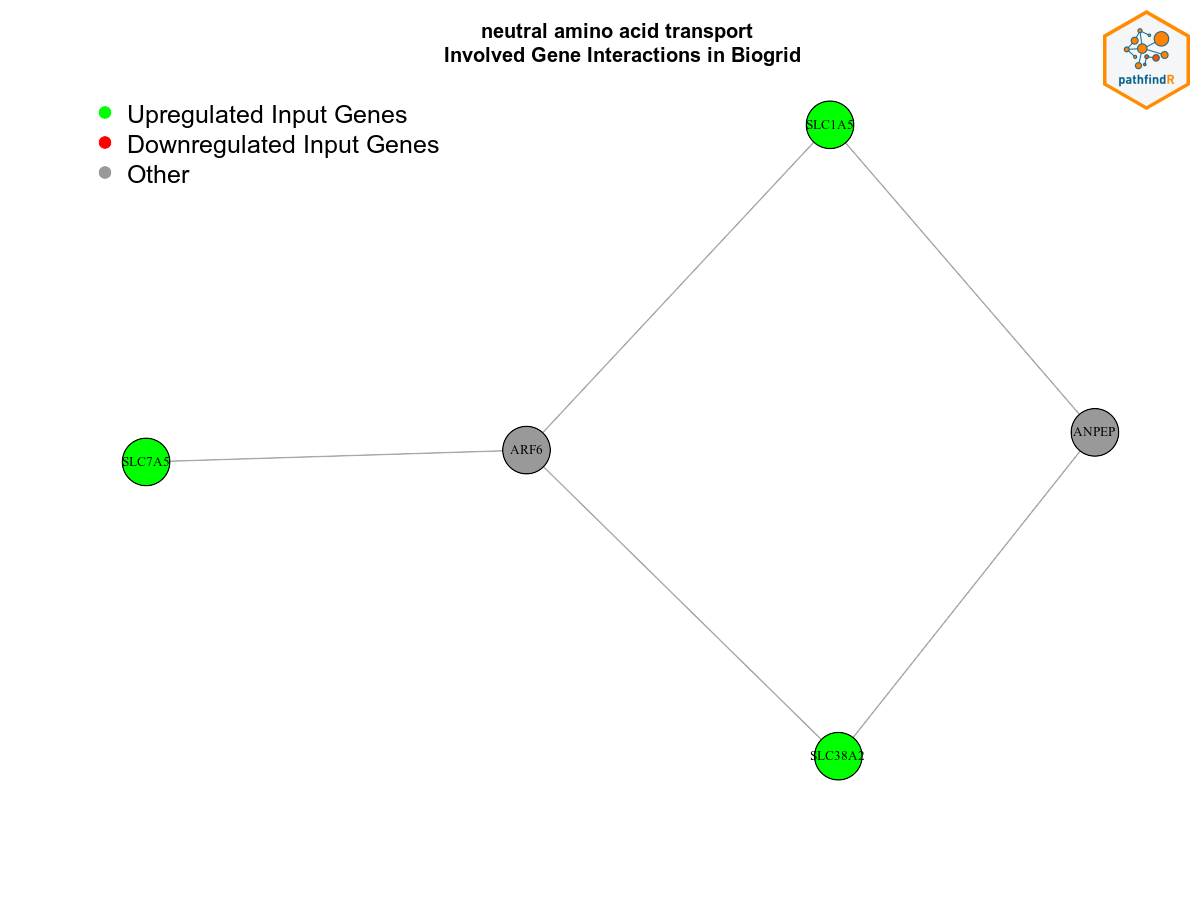 neutral amino acid transport
Involved Gene Interactions in Biogrid
pathfindR
Upregulated Input Genes
Downregulated Input Genes
Other
SLC1A5
ANPEP
ARF6
SLC7A5
SLC38A2